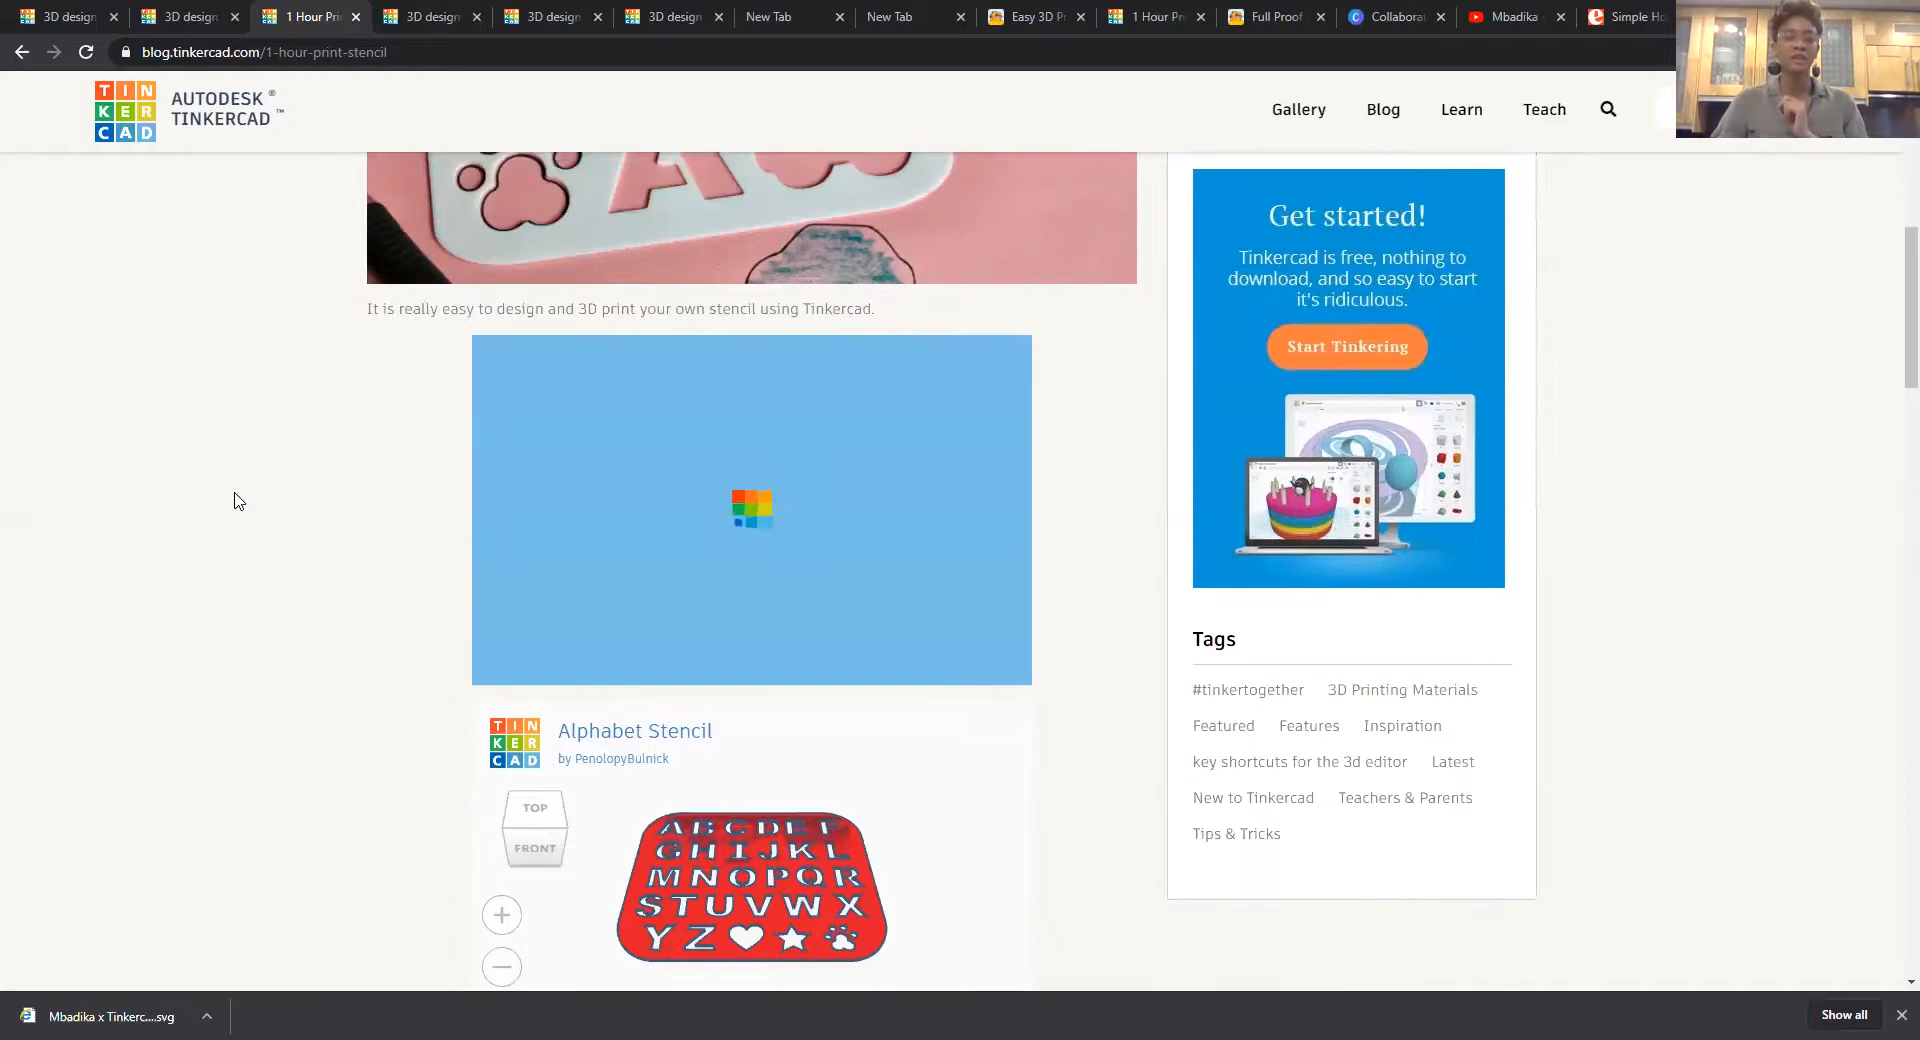 3D design
3D design
1 Hour Pri
3D design
3D design
3D design
New Tab
New Tab
Easy 3D Pr
1 Hour Pri
Full Proof
Collabora
Mbadika -
Simple Ho
blog.tinkercad.com/1-hour-print-stencil
TIN
KER
CAD
AUTODESK ®
TINKERCAD ™
Gallery
Blog
Learn
Teach
It is really easy to design and 3D print your own stencil using Tinkercad.
Get started!
Tinkercad is free, nothing to
download, and so easy to start
it's ridiculous.
Start Tinkering
Tags
#tinkertogether 3D Printing Materials
Featured Features Inspiration
key shortcuts for the 3d editor Latest
New to Tinkercad Teachers & Parents
Tips & Tricks
TIN
KER
CAD
Alphabet Stencil
by PenolopyBulnick
TOP
FRONT
ABCDEF
GHIJKL
MNOPQR
STUVWX
YZ
Mbadika x Tinkerc....svg
Show all